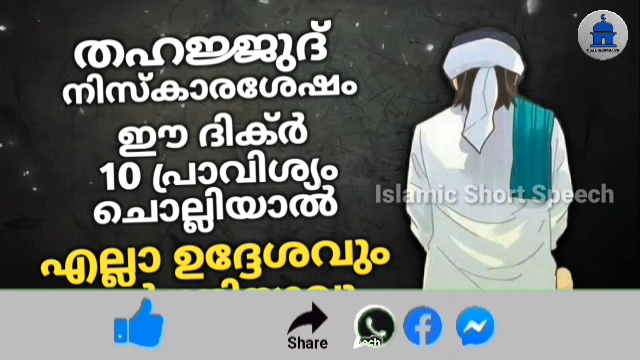 തഹജ്ജുദ്
നിസ്കാരശേഷം
ഈ ദിക്ർ
10 പ്രാവിശ്യം
ചൊല്ലിയാൽ
എല്ലാ ഉദ്ദേശവും
Islamic Short Speech
Share